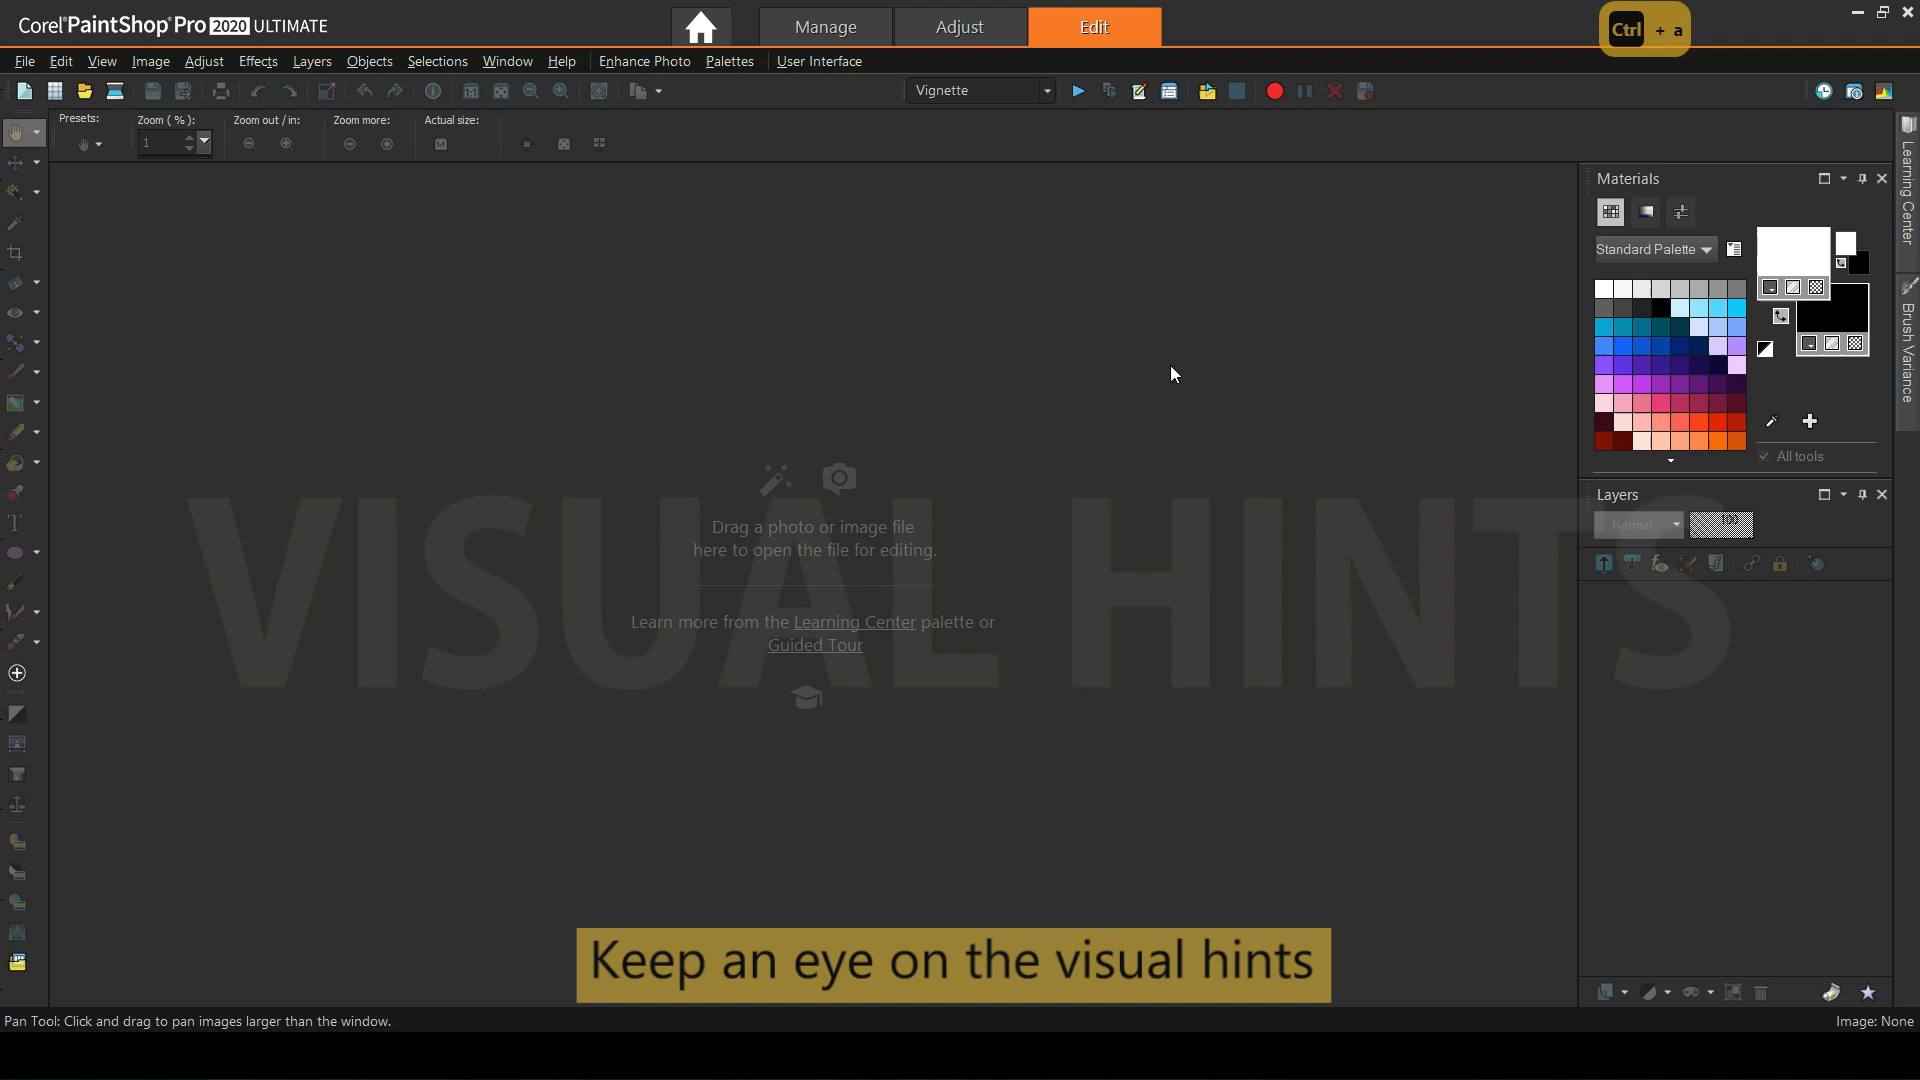 Corel® PaintShop Pro 2020 ULTIMATE
Manage
Adjust
Edit
Ctrl + a
File Edit View Image Adjust Effects Layers Objects Selections Window Help Enhance Photo Palettes User Interface
Vignette
Presets:
Zoom ( % ):
Zoom out / in:
Zoom more:
Actual size:
1
Materials
Standard Palette
All tools
Learning Center
Brush Variance
Layers
Normal
VISUAL HINTS
Drag a photo or image file
here to open the file for editing.
Learn more from the Learning Center palette or
Guided Tour
Keep an eye on the visual hints
Pan Tool: Click and drag to pan images larger than the window.
Image: None